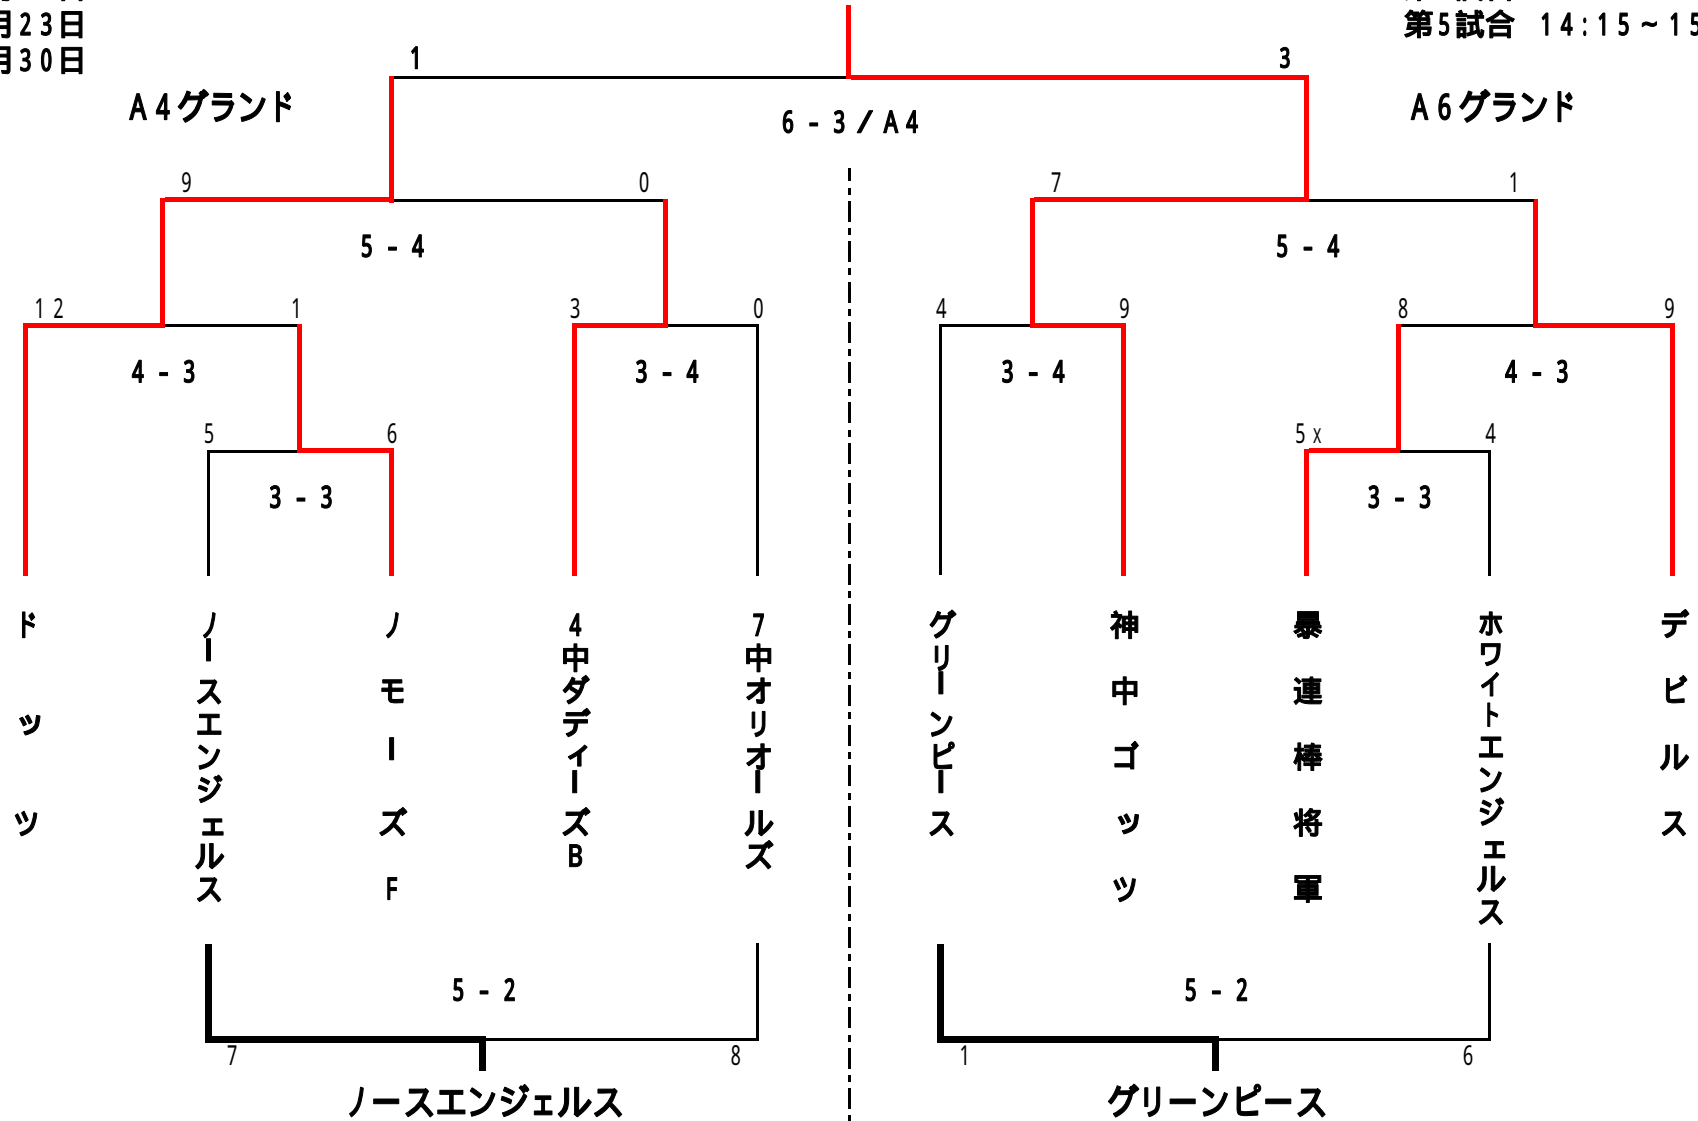 月23日
第5試合 14:15~15
月30日
1
3
A4グランド
A6グランド
6-3/A4
9
0
7
1
5-4
5-4
12
1
3
0
4
9
8
9
4-3
3-4
3-4
4-3
5
6
5x
4
3-3
3-3
ドッツ
ノースエンジェルス
ノモーズF
4中ダディーズB
7中オリオールズ
グリーンピース
神中ゴッツ
暴連棒将軍
ホワイトエンジェルス
デビルス
5-2
5-2
7
8
1
6
ノースエンジェルス
グリーンピース